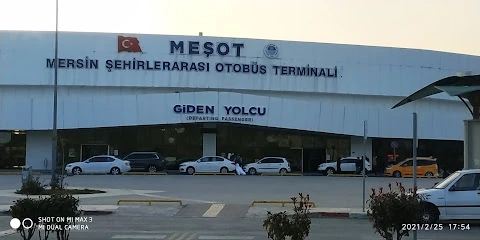 MEŞOT
MERSİN ŞEHİRLERARASI OTOBÜS TERMİNALİ
GİDEN YOLCU
(DEPARTING PASSENGER)
SHOT ON MI MAX 3
MI DUAL CAMERA
2021/2/25 17:54